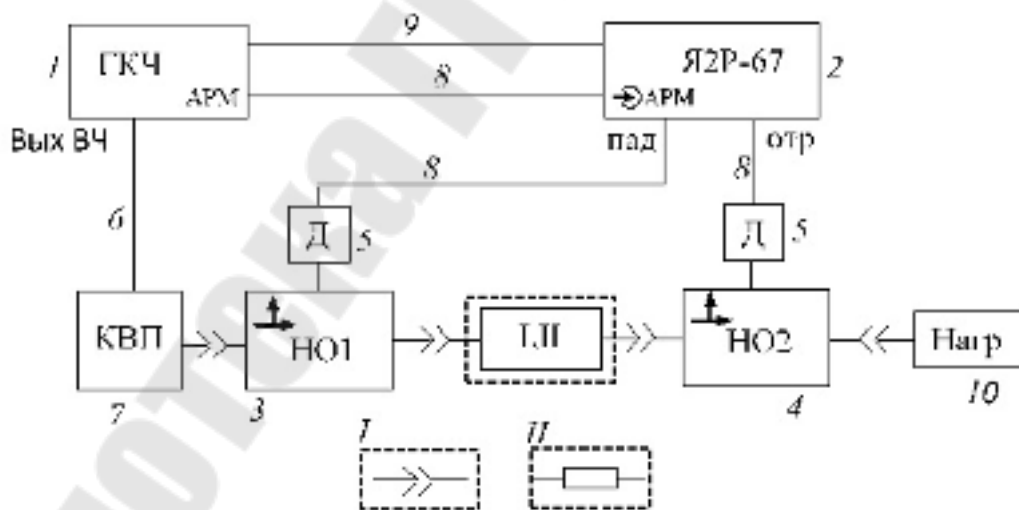 9
1 ГКЧ Я2Р-67 2
8
АРМ АРМ
Вых ВЧ пад отр
8 8
6
Д 5 Д 5
КВП НО1 I,II НО2 Нагр
7 3 4 10
I II